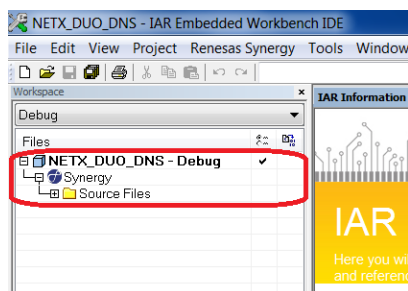 NETX_DUO_DNS - IAR Embedded Workbench IDE
File Edit View Project Renesas Synergy Tools Window
Workspace
IAR Information
Debug
Files
NETX_DUO_DNS - Debug
Synergy
Source Files
IAR
Here you wi
and referenc